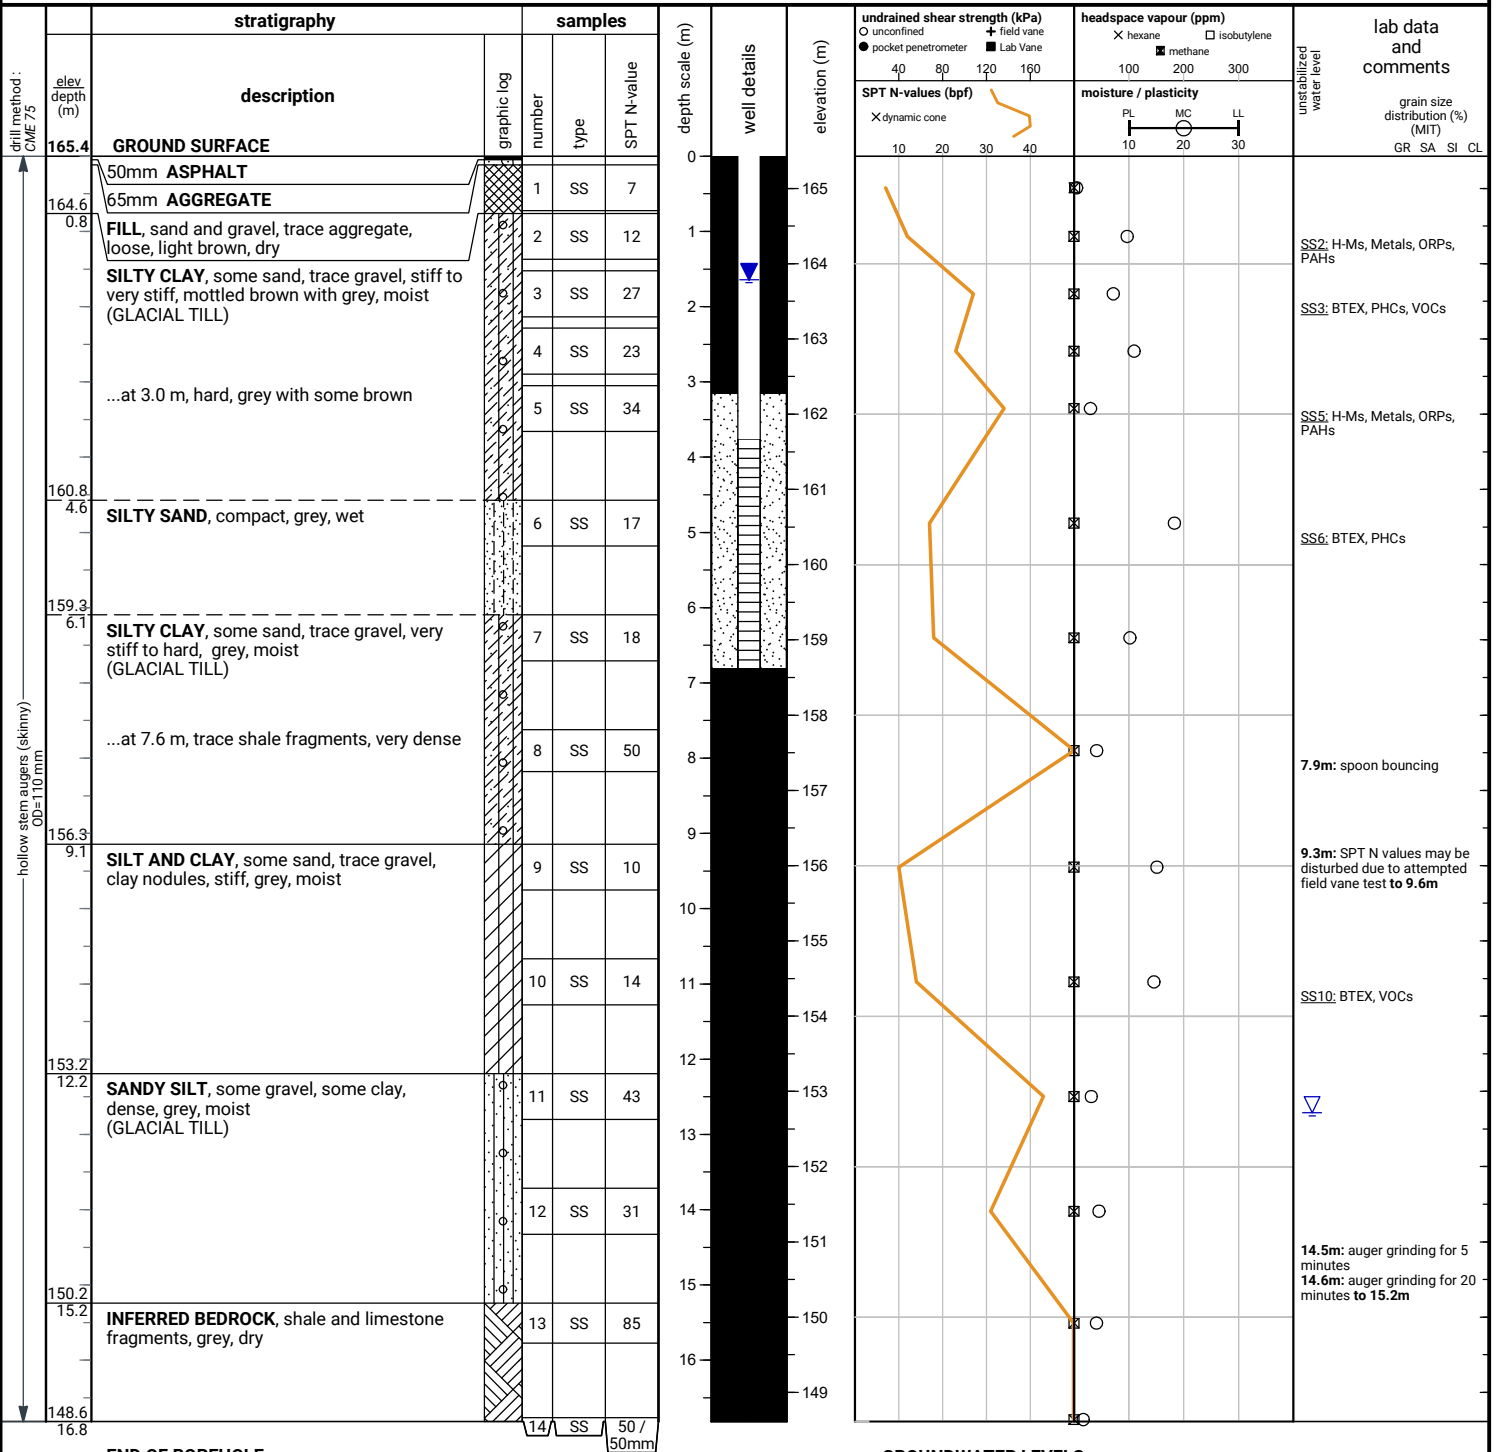 drill method :
CME 75
stratigraphy
samples
elev
depth
(m)
description
graphic log
number
type
SPT N-value
depth scale (m)
well details
elevation (m)
undrained shear strength (kPa)
unconfined
field vane
pocket penetrometer
Lab Vane
40 80 120 160
SPT N-values (bpf)
dynamic cone
10 20 30 40
headspace vapour (ppm)
hexane
isobutylene
methane
100 200 300
moisture / plasticity
PL MC LL
10 20 30
unstabilized
water level
lab data
and
comments
grain size
distribution (%)
(MIT)
GR SA SI CL
165.4 GROUND SURFACE
50mm ASPHALT
65mm AGGREGATE
164.6
0.8
FILL, sand and gravel, trace aggregate,
loose, light brown, dry
SILTY CLAY, some sand, trace gravel, stiff to
very stiff, mottled brown with grey, moist
(GLACIAL TILL)
...at 3.0 m, hard, grey with some brown
160.8
4.6
SILTY SAND, compact, grey, wet
159.3
6.1
SILTY CLAY, some sand, trace gravel, very
stiff to hard, grey, moist
(GLACIAL TILL)
...at 7.6 m, trace shale fragments, very dense
156.3
9.1
SILT AND CLAY, some sand, trace gravel,
clay nodules, stiff, grey, moist
153.2
12.2
SANDY SILT, some gravel, some clay,
dense, grey, moist
(GLACIAL TILL)
150.2
15.2
INFERRED BEDROCK, shale and limestone
fragments, grey, dry
148.6
16.8
hollow stem augers (skinny)
OD=110 mm
1 SS 7
2 SS 12
3 SS 27
4 SS 23
5 SS 34
6 SS 17
7 SS 18
8 SS 50
9 SS 10
10 SS 14
11 SS 43
12 SS 31
13 SS 85
14 SS 50 /
50mm
0
1
2
3
4
5
6
7
8
9
10
11
12
13
14
15
16
165
164
163
162
161
160
159
158
157
156
155
154
153
152
151
150
149
SS2: H-Ms, Metals, ORPs,
PAHs
SS3: BTEX, PHCs, VOCs
SS5: H-Ms, Metals, ORPs,
PAHs
SS6: BTEX, PHCs
7.9m: spoon bouncing
9.3m: SPT N values may be
disturbed due to attempted
field vane test to 9.6m
SS10: BTEX, VOCs
14.5m: auger grinding for 5
minutes
14.6m: auger grinding for 20
minutes to 15.2m
END OF BOREHOLE
GROUNDWATER LEVELS